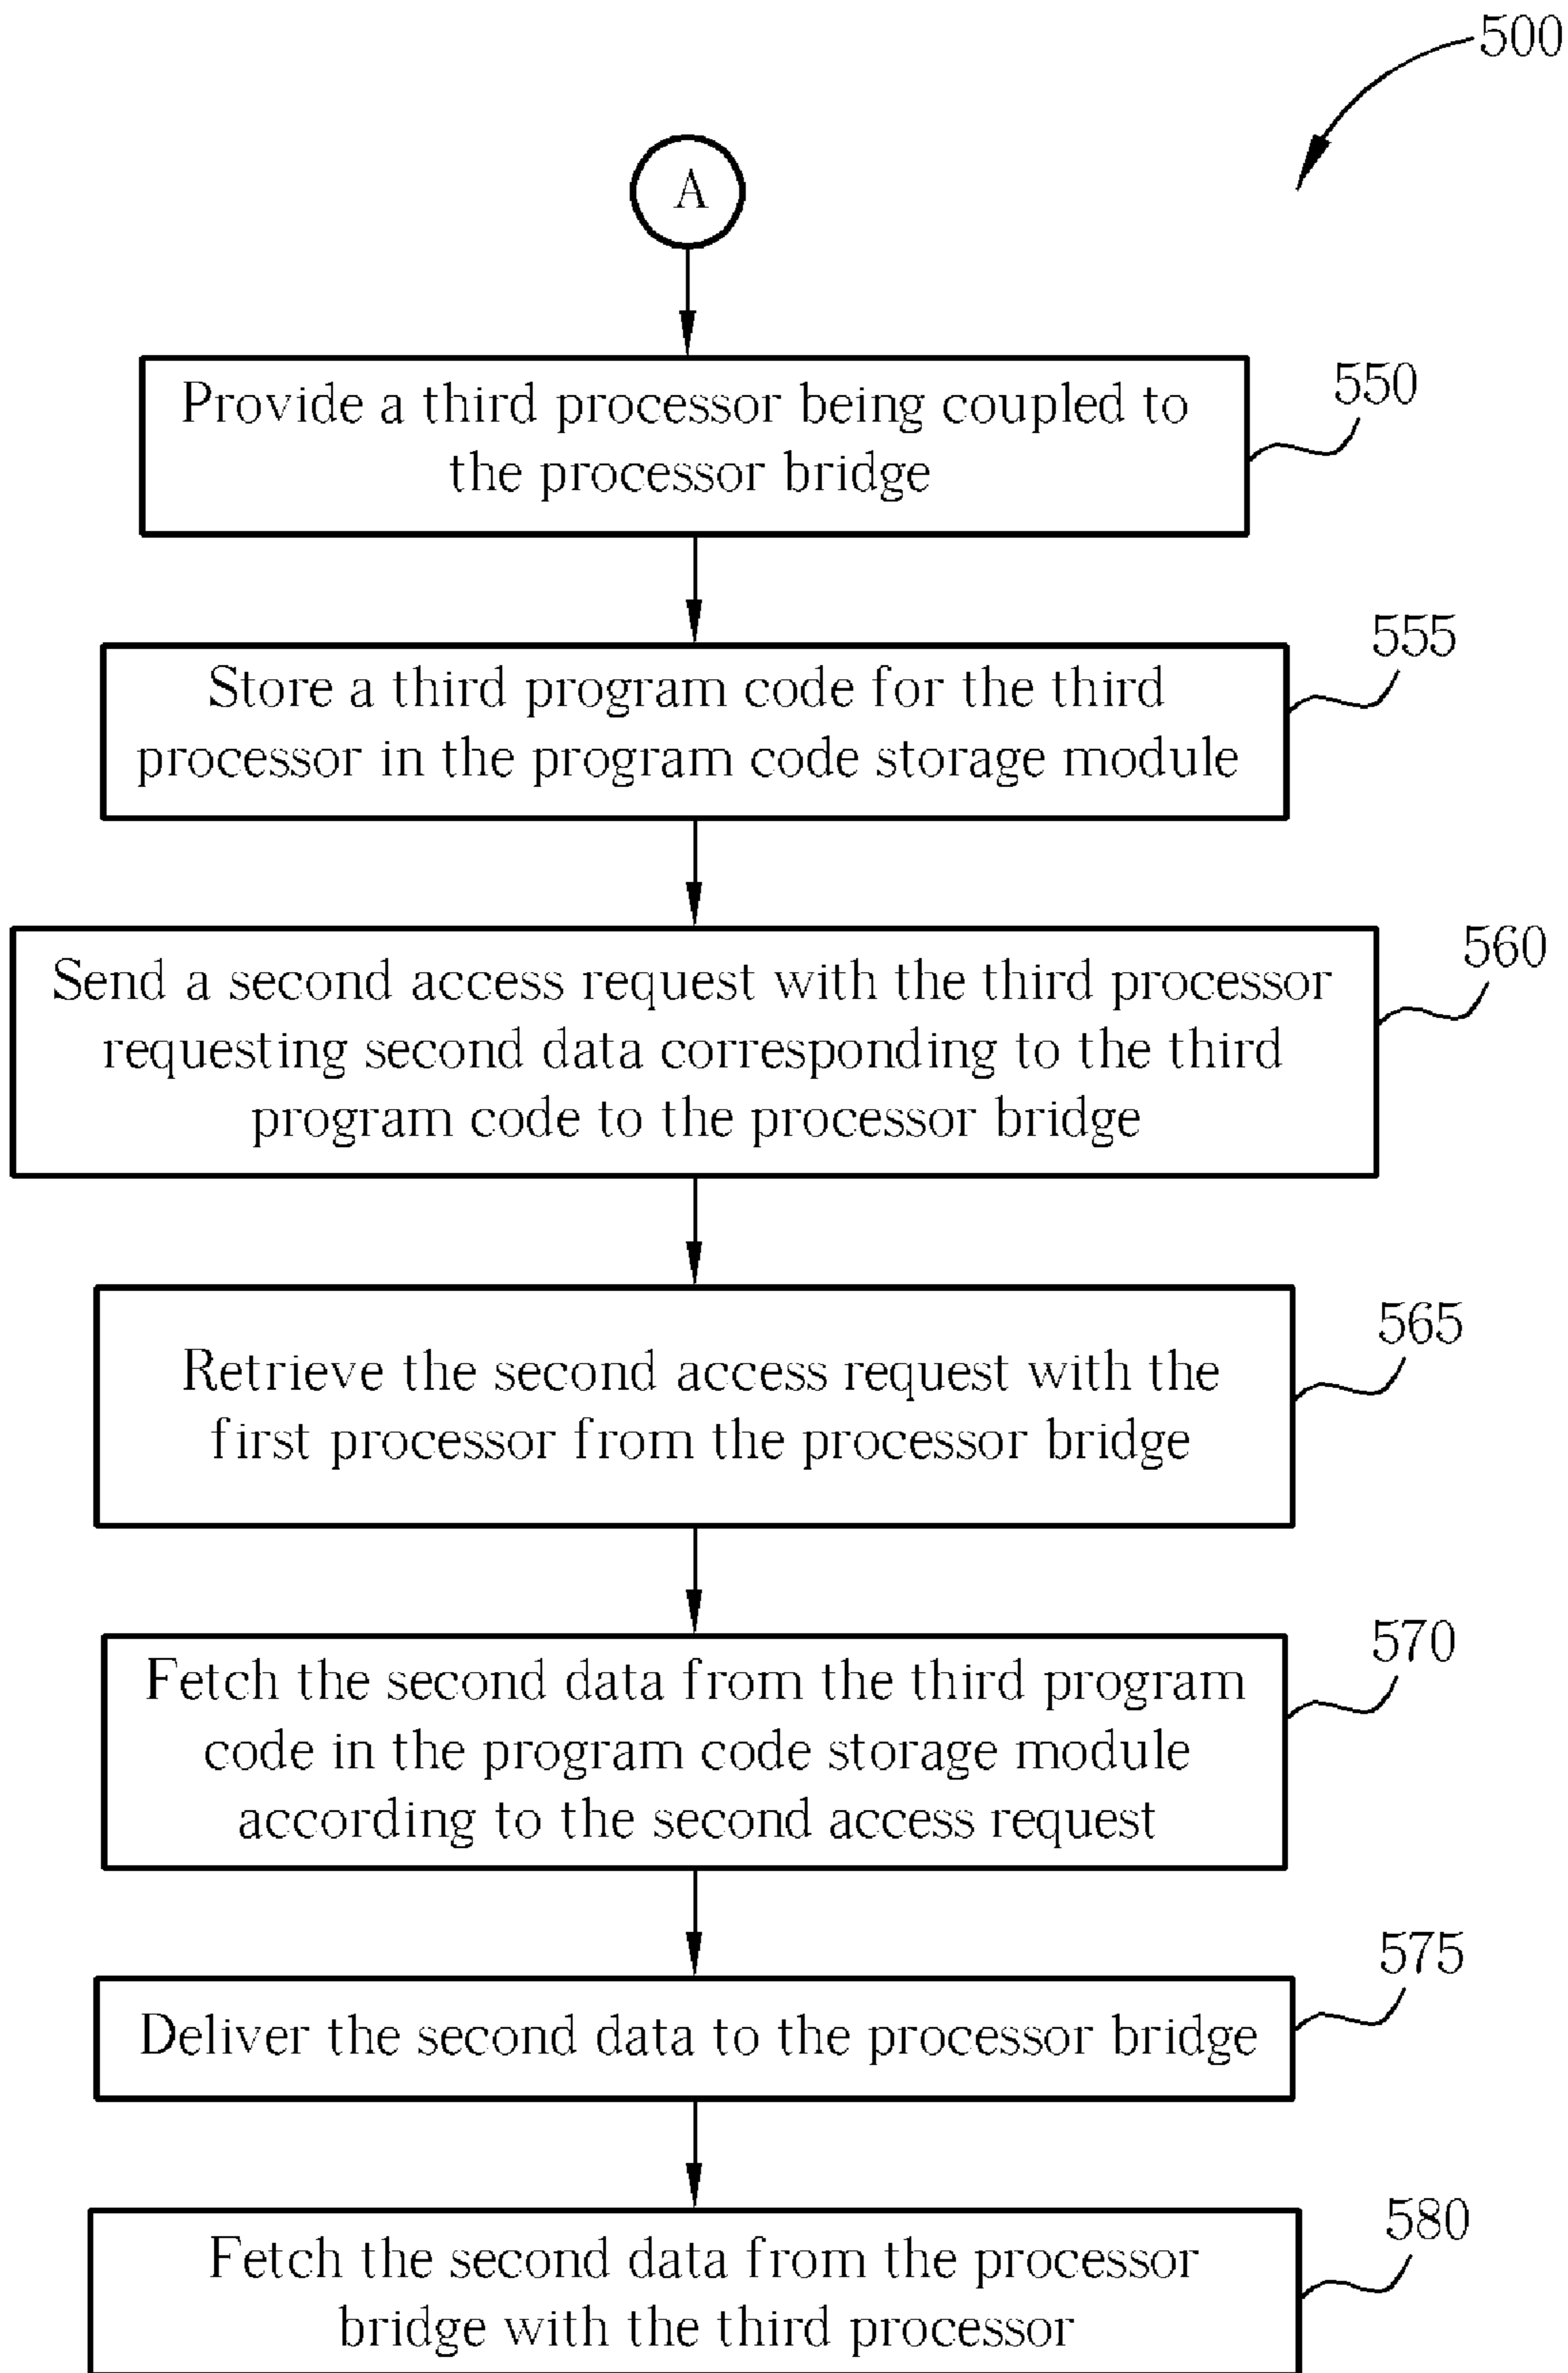 500
A
Provide a third processor being coupled to
the processor bridge
550
Store a third program code for the third
processor in the program code storage module
555
Send a second access request with the third processor
requesting second data corresponding to the third
program code to the processor bridge
560
Retrieve the second access request with the
first processor from the processor bridge
565
Fetch the second data from the third program
code in the program code storage module
according to the second access request
570
Deliver the second data to the processor bridge
575
Fetch the second data from the processor
bridge with the third processor
580